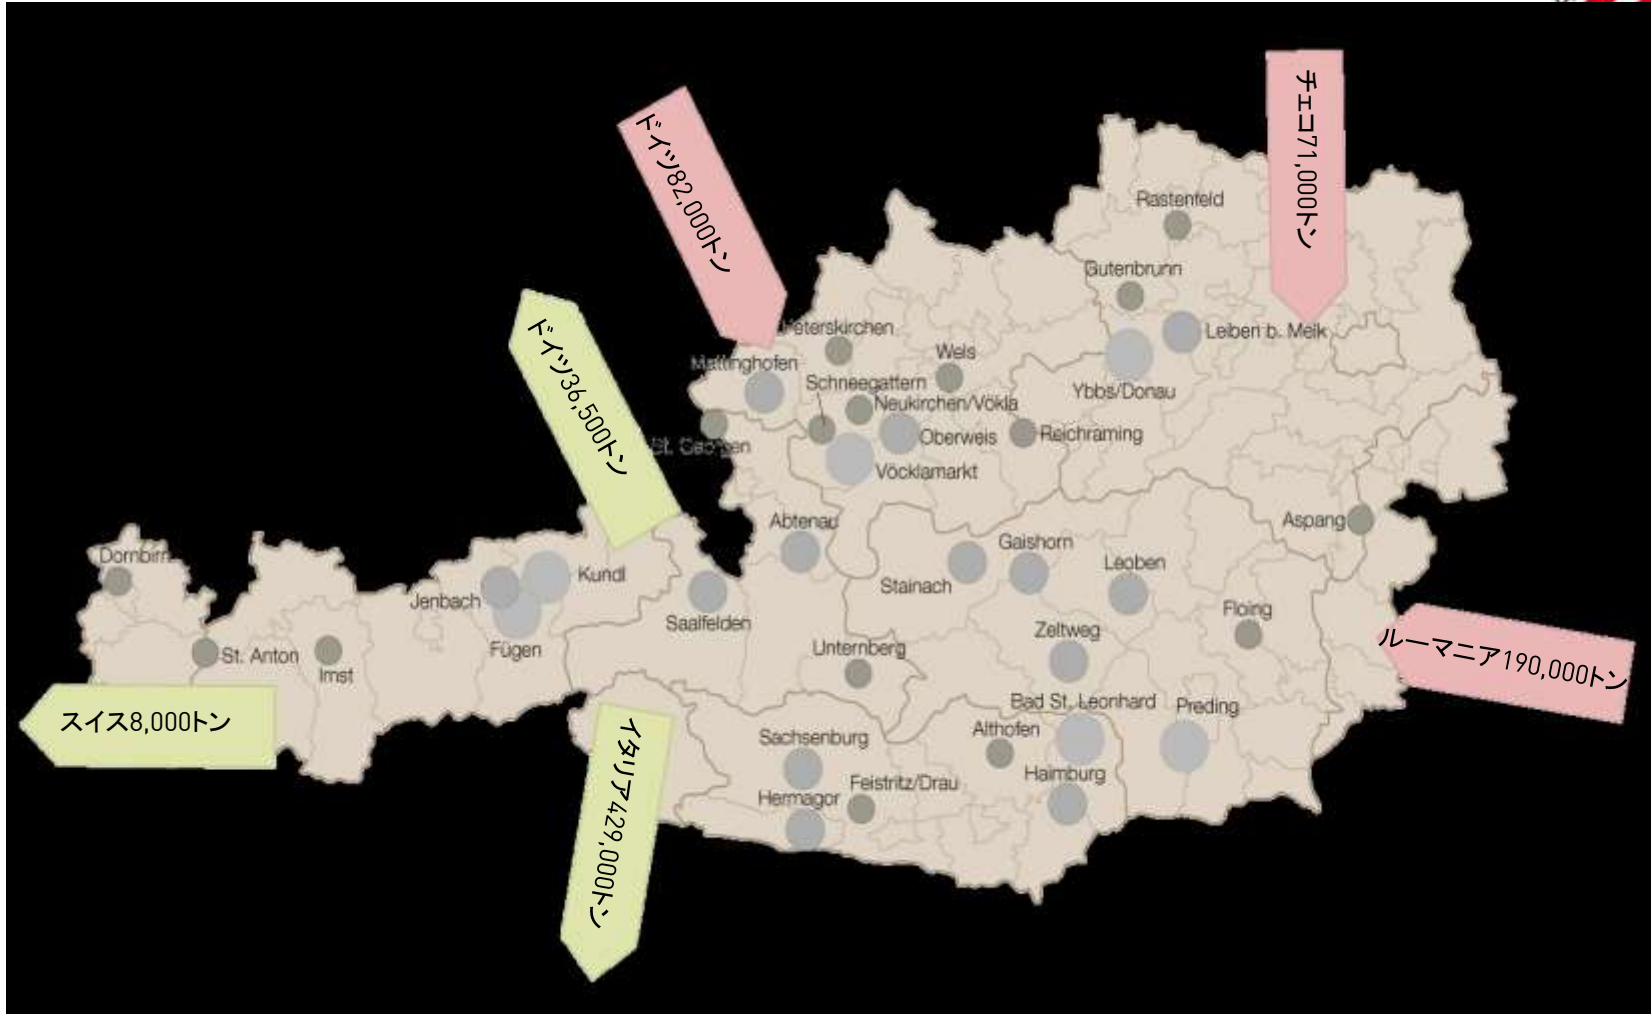 チェコ71,000トン
ドイツ82,000トン
Rastenfeld
Gutenbrunn
ドイツ36,500トン
Peterskirchen
Leiben b. Melk
Wels
Mattinghofen
Schneegattern
Ybbs/Donau
Neukirchen/Vökla
Oberweis
Reichraming
St. Georgen
Vöcklamarkt
Abtenau
Aspang
Gaishorn
Dornbirn
Leoben
Kundl
Stainach
Jenbach
Floing
Saalfelden
Zeltweg
ルーマニア190,000トン
Fügen
Unternberg
St. Anton
Imst
Bad St. Leonhard
Preding
スイス8,000トン
イタリア429,000トン
Althofen
Sachsenburg
Haimburg
Feistritz/Drau
Hermagor